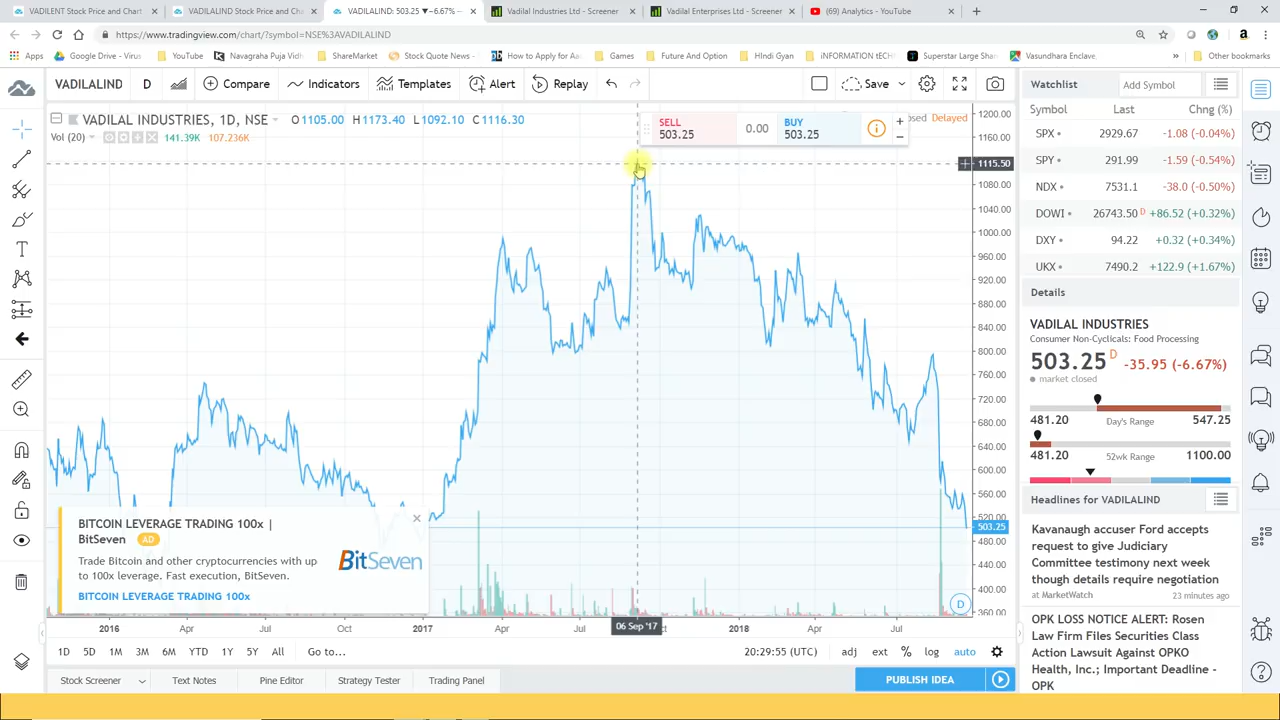 VADILENT Stock Price and Cha
VADILALIND Stock Price and Cha
VADILALIND: 503.25 ▼−6.67% −
Vadilal Industries Ltd - Screener
Vadilal Enterprises Ltd - Screener
(69) Analytics - YouTube
https://www.tradingview.com/chart/?symbol=NSE%3AVADILALIND
Apps
Google Drive - Virus
YouTube
Navagraha Puja Vidh
ShareMarket
Stock Quote News -
How to Apply for Aa
Games
Future And Option
HIndi Gyan
iNFORMATION tECH
Superstar Large Shar
Vasundhara Enclave.
»
Other bookmarks
VADILALIND
D
Compare
Indicators
Templates
Alert
Replay
Save
Watchlist
Add Symbol
VADILAL INDUSTRIES, 1D, NSE
O1105.00 H1173.40 L1092.10 C1116.30
Vol (20)
141.39K 107.236K
SELL
503.25
0.00
BUY
503.25
osed Delayed
1200.00
1160.00
1115.50
1080.00
1040.00
1000.00
960.00
920.00
880.00
840.00
800.00
760.00
720.00
680.00
640.00
600.00
560.00
520.00
503.25
480.00
440.00
400.00
360.00
Symbol Last Chng (%)
SPX 2929.67 -1.08 (-0.04%)
SPY 291.99 -1.59 (-0.54%)
NDX 7531.1 -38.0 (-0.50%)
DOWI 26743.50 D +86.52 (+0.32%)
DXY 94.22 +0.32 (+0.34%)
UKX 7490.2 +122.9 (+1.67%)
Details
VADILAL INDUSTRIES
Consumer Non-Cyclicals: Food Processing
503.25 D -35.95 (-6.67%)
market closed
481.20 Day's Range 547.25
481.20 52wk Range 1100.00
Headlines for VADILALIND
Kavanaugh accuser Ford accepts
request to give Judiciary
Committee testimony next week
though details require negotiation
at MarketWatch 23 minutes ago
OPK LOSS NOTICE ALERT: Rosen
Law Firm Files Securities Class
Action Lawsuit Against OPKO
Health, Inc.; Important Deadline -
OPK
BITCOIN LEVERAGE TRADING 100x |
BitSeven AD
Trade Bitcoin and other cryptocurrencies with up
to 100x leverage. Fast execution, BitSeven.
BITCOIN LEVERAGE TRADING 100x
BitSeven
D
2016 Apr Jul Oct 2017 Apr Jul 06 Sep '17 ct 2018 Apr Jul
1D 5D 1M 3M 6M YTD 1Y 5Y All Go to...
20:29:55 (UTC) adj ext % log auto
Stock Screener
Text Notes
Pine Editor
Strategy Tester
Trading Panel
PUBLISH IDEA